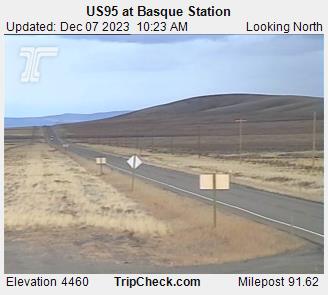 US95 at Basque Station
Updated: Dec 07 2023 10:23 AM Looking North
Elevation 4460 TripCheck.com Milepost 91.62